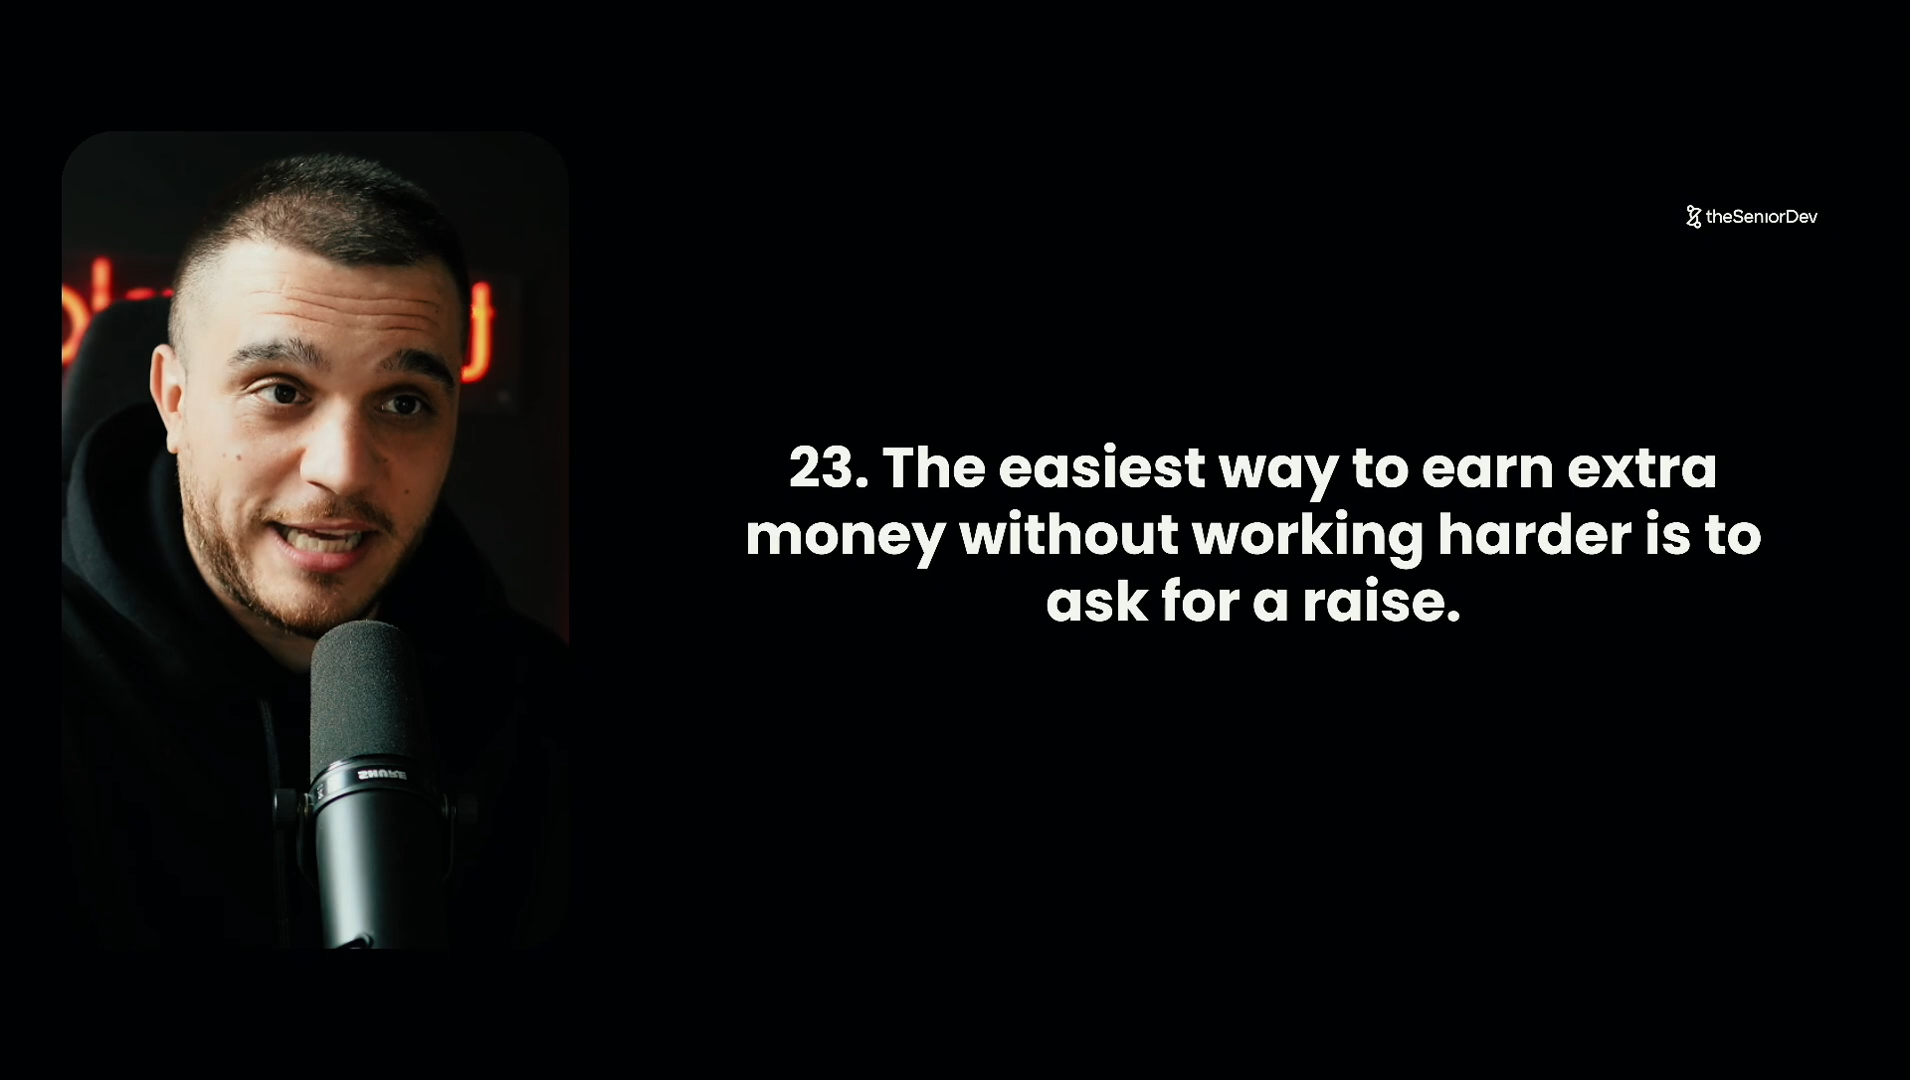 theSeniorDev
23. The easiest way to earn extra
money without working harder is to
ask for a raise.
SHURE